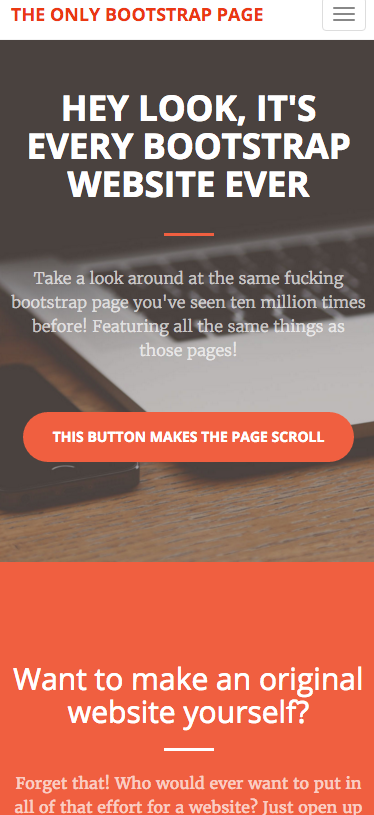 THE ONLY BOOTSTRAP PAGE
HEY LOOK, IT'S
EVERY BOOTSTRAP
WEBSITE EVER
Take a look around at the same fucking
bootstrap page you've seen ten million times
before! Featuring all the same things as
those pages!
THIS BUTTON MAKES THE PAGE SCROLL
Want to make an original
website yourself?
Forget that! Who would ever want to put in
all of that effort for a website? Just open up